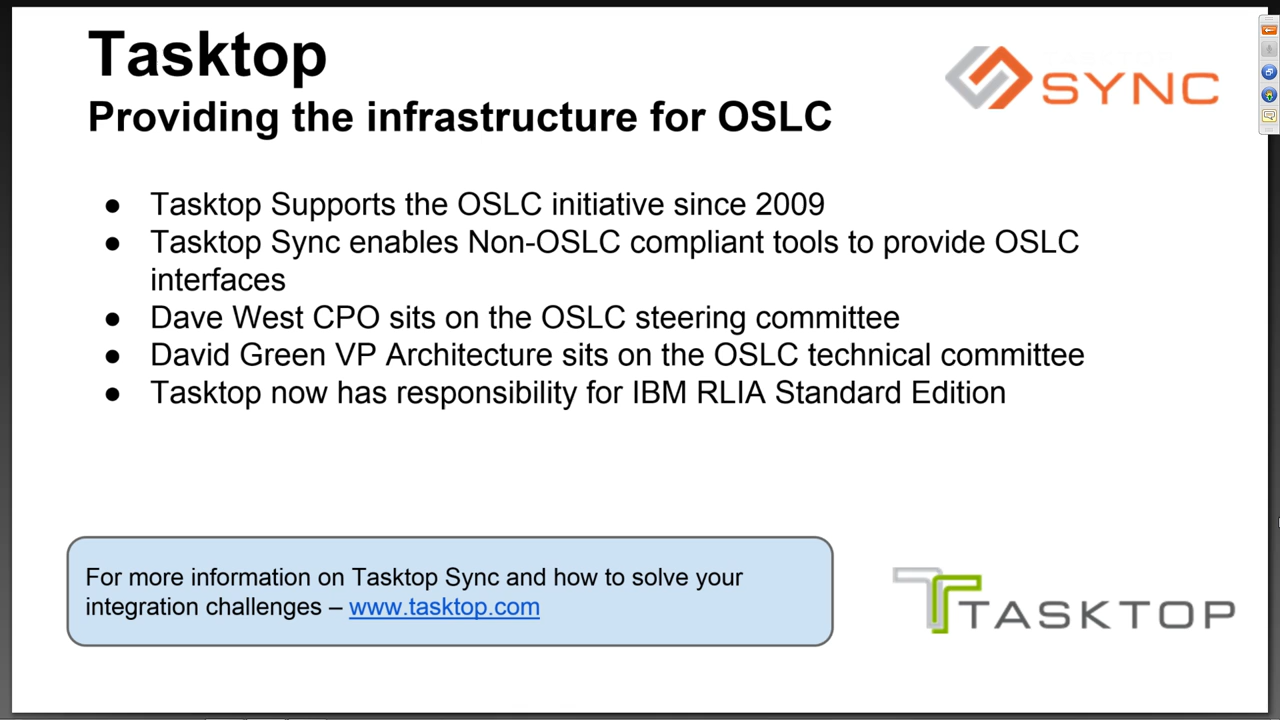 Tasktop
Providing the infrastructure for OSLC
SYNC
● Tasktop Supports the OSLC initiative since 2009
● Tasktop Sync enables Non-OSLC compliant tools to provide OSLC
interfaces
● Dave West CPO sits on the OSLC steering committee
● David Green VP Architecture sits on the OSLC technical committee
● Tasktop now has responsibility for IBM RLIA Standard Edition
For more information on Tasktop Sync and how to solve your
integration challenges – www.tasktop.com
TASKTOP